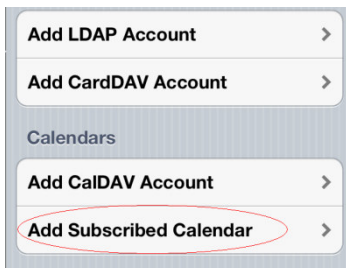 Add LDAP Account
Add CardDAV Account
Calendars
Add CalDAV Account
Add Subscribed Calendar